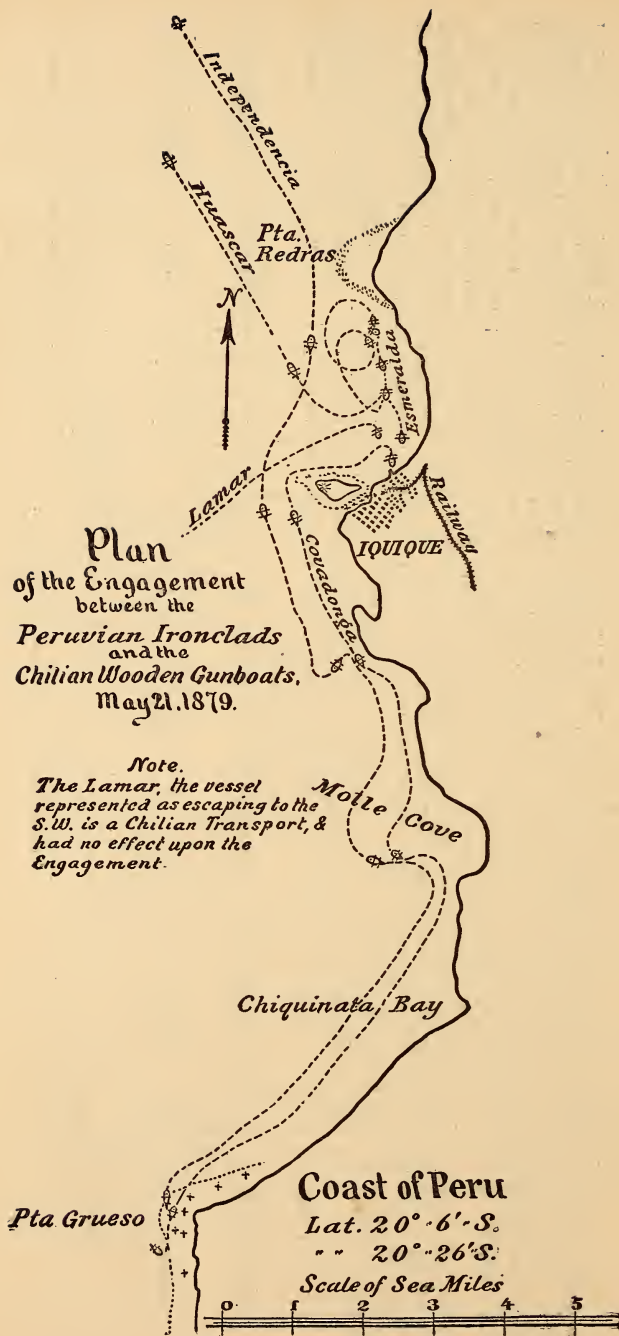 Independencia
Huascar
Pta.
Redras
N
Esmeralda
Lamar
Railway
IQUIQUE
Covadonga
Plan
of the Engagement
between the
Peruvian Ironclads
and the
Chilian Wooden Gunboats,
May 21. 1879.
Note.
The Lamar, the vessel
represented as escaping to the
S.W. is a Chilian Transport, &
had no effect upon the
Engagement.
Molle Cove
Chiquinata Bay
Pta Grueso
Coast of Peru
Lat. 20°-6'-S.
" " 20°-26'S.
Scale of Sea Miles
0 1 2 3 4 5